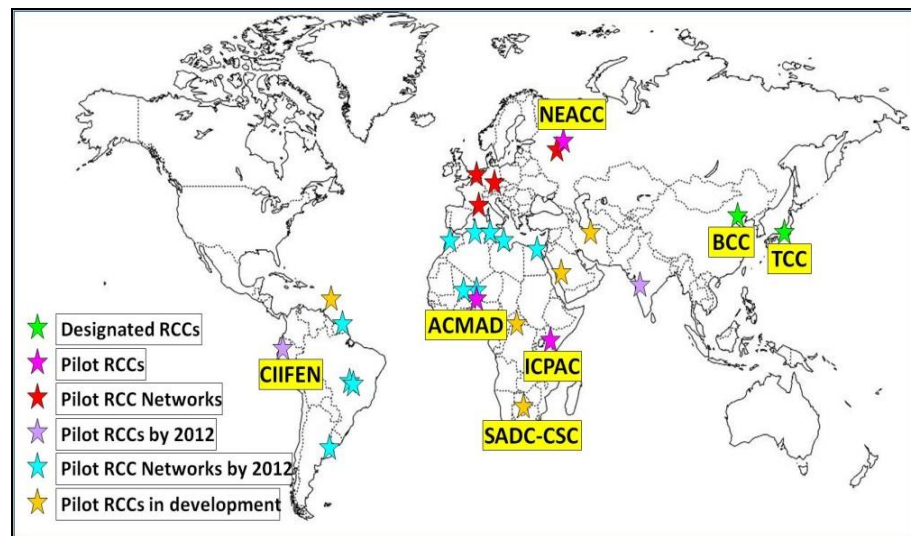 NEACC
BCC
TCC
ACMAD
ICPAC
CIIFEN
SADC-CSC
Designated RCCs
Pilot RCCs
Pilot RCC Networks
Pilot RCCs by 2012
Pilot RCC Networks by 2012
Pilot RCCs in development